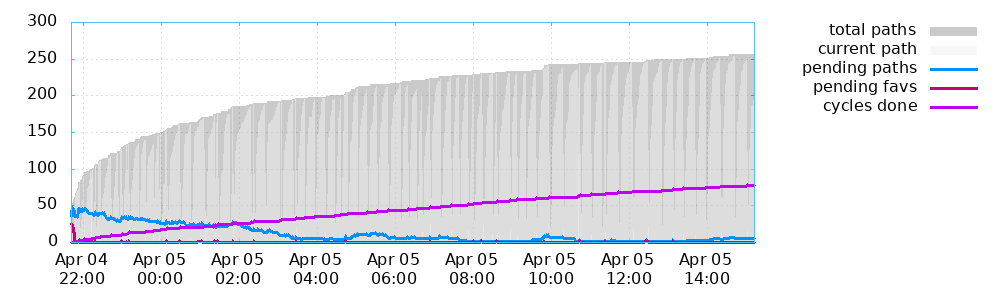 300
250
200
150
100
50
0
Apr 04 Apr 05 Apr 05 Apr 05 Apr 05 Apr 05 Apr 05 Apr 05 Apr 05
22:00 00:00 02:00 04:00 06:00 08:00 10:00 12:00 14:00
total paths
current path
pending paths
pending favs
cycles done